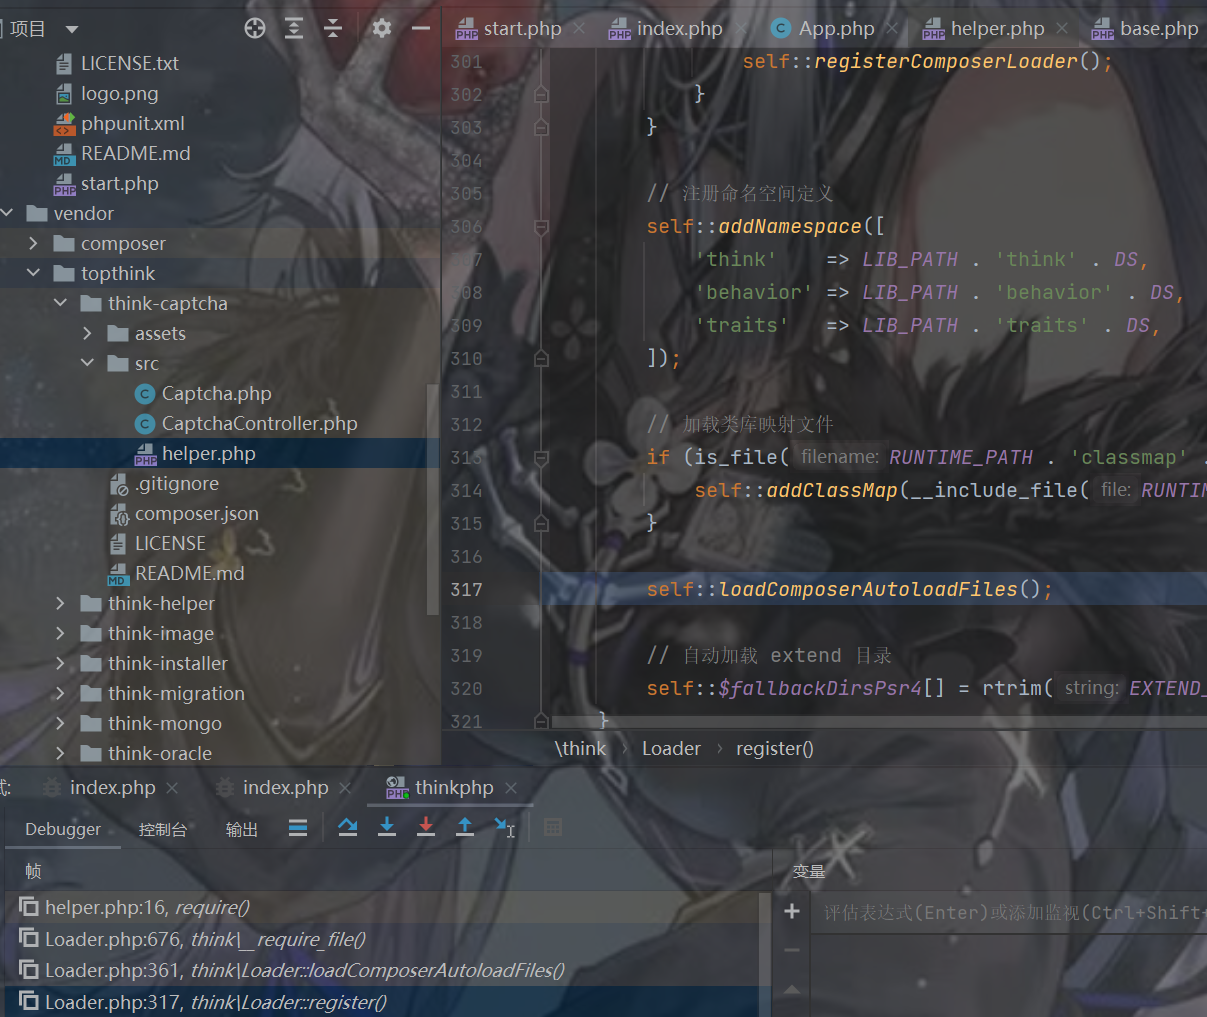 项目
start.php
index.php
App.php
helper.php
base.php
LICENSE.txt
logo.png
phpunit.xml
README.md
start.php
vendor
composer
topthink
think-captcha
assets
src
Captcha.php
CaptchaController.php
helper.php
.gitignore
composer.json
LICENSE
README.md
think-helper
think-image
think-installer
think-migration
think-mongo
think-oracle
301 self::registerComposerLoader();
302 }
303 }
304
305 // 注册命名空间定义
306 self::addNamespace([
307 'think' => LIB_PATH . 'think' . DS,
308 'behavior' => LIB_PATH . 'behavior' . DS,
309 'traits' => LIB_PATH . 'traits' . DS,
310 ]);
311
312 // 加载类库映射文件
313 if (is_file( filename: RUNTIME_PATH . 'classmap' .
314 self::addClassMap(__include_file( file: RUNTIM
315 }
316
317 self::loadComposerAutoloadFiles();
318
319 // 自动加载 extend 目录
320 self::$fallbackDirsPsr4[] = rtrim( string: EXTEND_
321 }
\think › Loader › register()
试:
index.php
index.php
thinkphp
Debugger
控制台
输出
帧
变量
helper.php:16, require()
Loader.php:676, think\__require_file()
Loader.php:361, think\Loader::loadComposerAutoloadFiles()
Loader.php:317, think\Loader::register()
评估表达式(Enter)或添加监视(Ctrl+Shift+